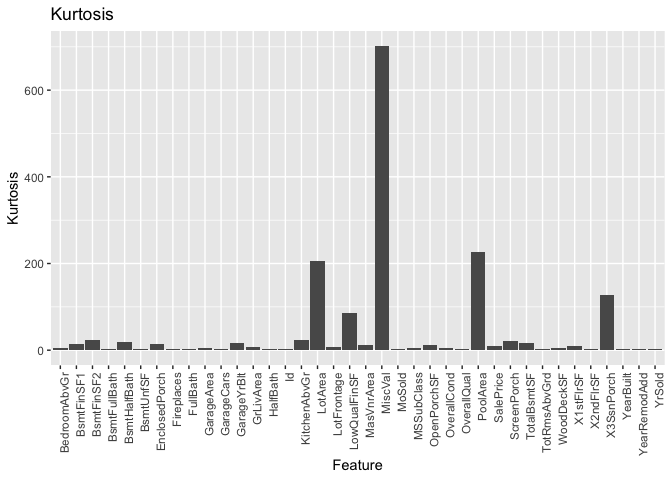 Kurtosis
Kurtosis
600
400
200
0
BedroomAbvGr
BsmtFinSF1
BsmtFinSF2
BsmtFullBath
BsmtHalfBath
BsmtUnfSF
EnclosedPorch
Fireplaces
FullBath
GarageArea
GarageCars
GarageYrBlt
GrLivArea
HalfBath
Id
KitchenAbvGr
LotArea
LotFrontage
LowQualFinSF
MasVnrArea
MiscVal
MoSold
MSSubClass
OpenPorchSF
OverallCond
OverallQual
PoolArea
SalePrice
ScreenPorch
TotalBsmtSF
TotRmsAbvGrd
WoodDeckSF
X1stFlrSF
X2ndFlrSF
X3SsnPorch
YearBuilt
YearRemodAdd
YrSold
Feature